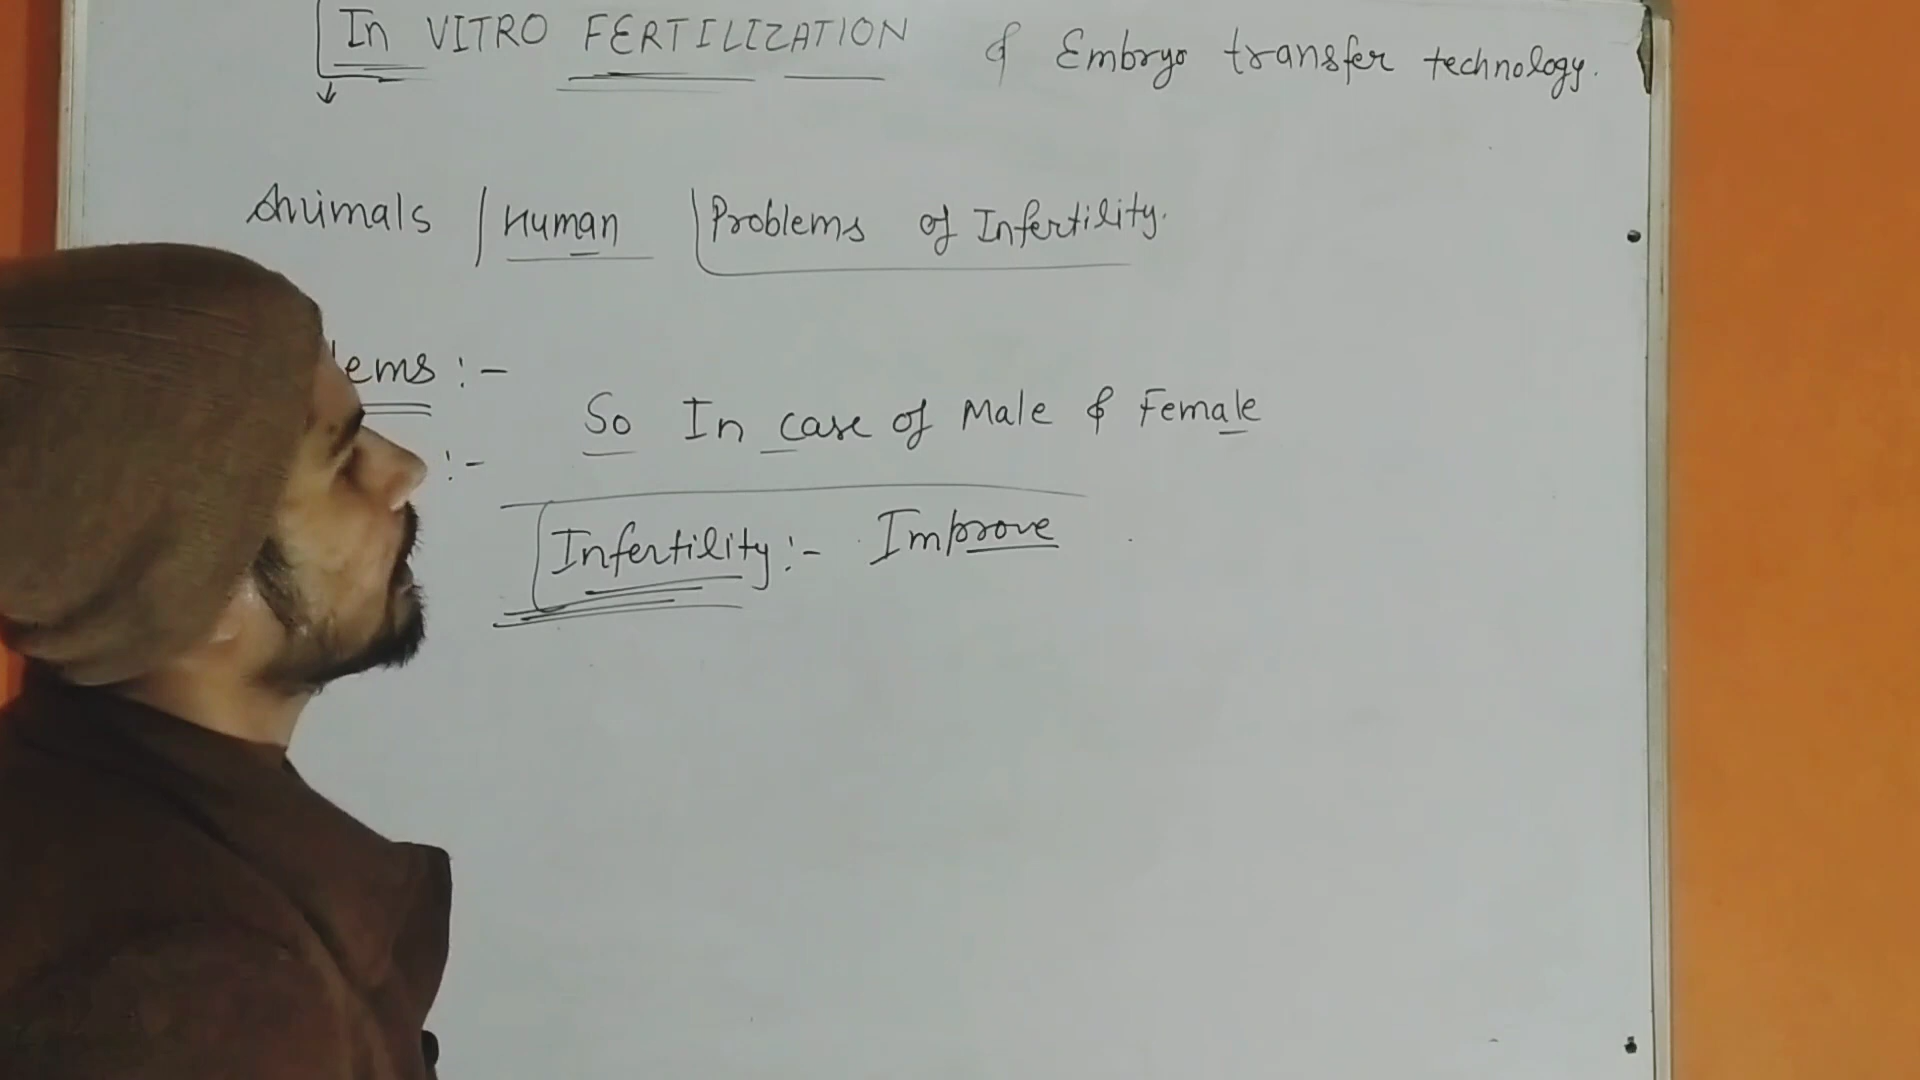 In VITRO FERTILIZATION & Embryo transfer technology.
Animals / Human / Problems of Infertility.
ems :-
:-
So In case of Male & Female
Infertility :- Improve